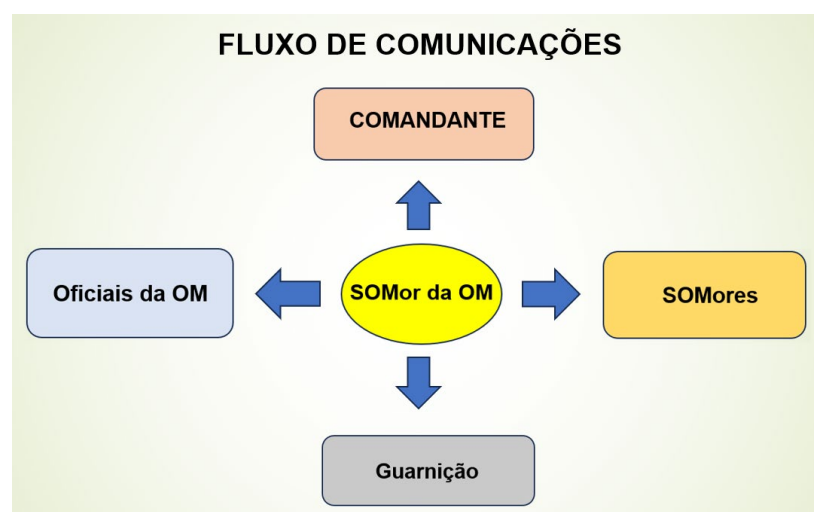 FLUXO DE COMUNICAÇÕES
COMANDANTE
Oficiais da OM
SOMor da OM
SOMores
Guarnição